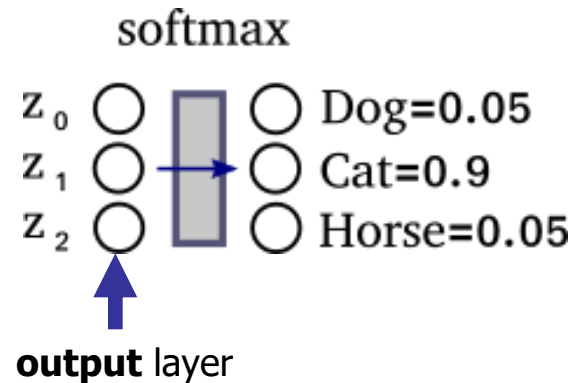 softmax
z₀ Dog=0.05
z₁ Cat=0.9
z₂ Horse=0.05
output layer